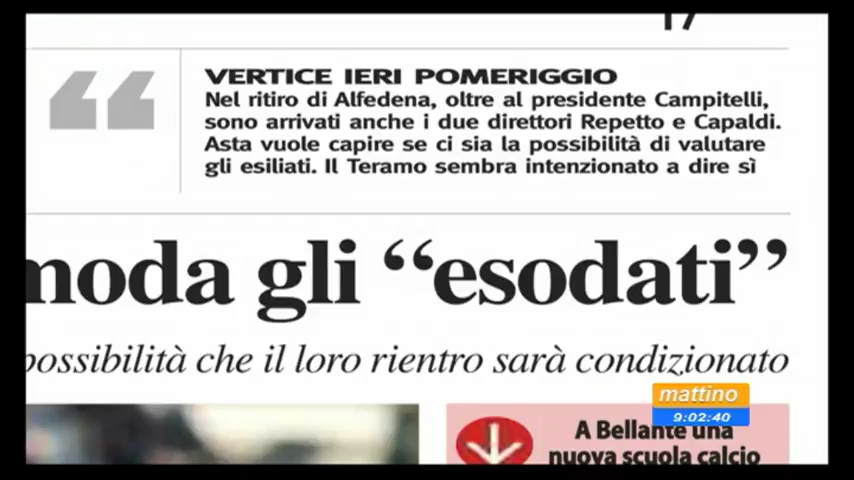 VERTICE IERI POMERIGGIO
Nel ritiro di Alfedena, oltre al presidente Campitelli,
sono arrivati anche i due direttori Repetto e Capaldi.
Asta vuole capire se ci sia la possibilità di valutare
gli esiliati. Il Teramo sembra intenzionato a dire sì
moda gli “esodati”
possibilità che il loro rientro sarà condizionato
mattino
9:02:40
A Bellante una
nuova scuola calcio